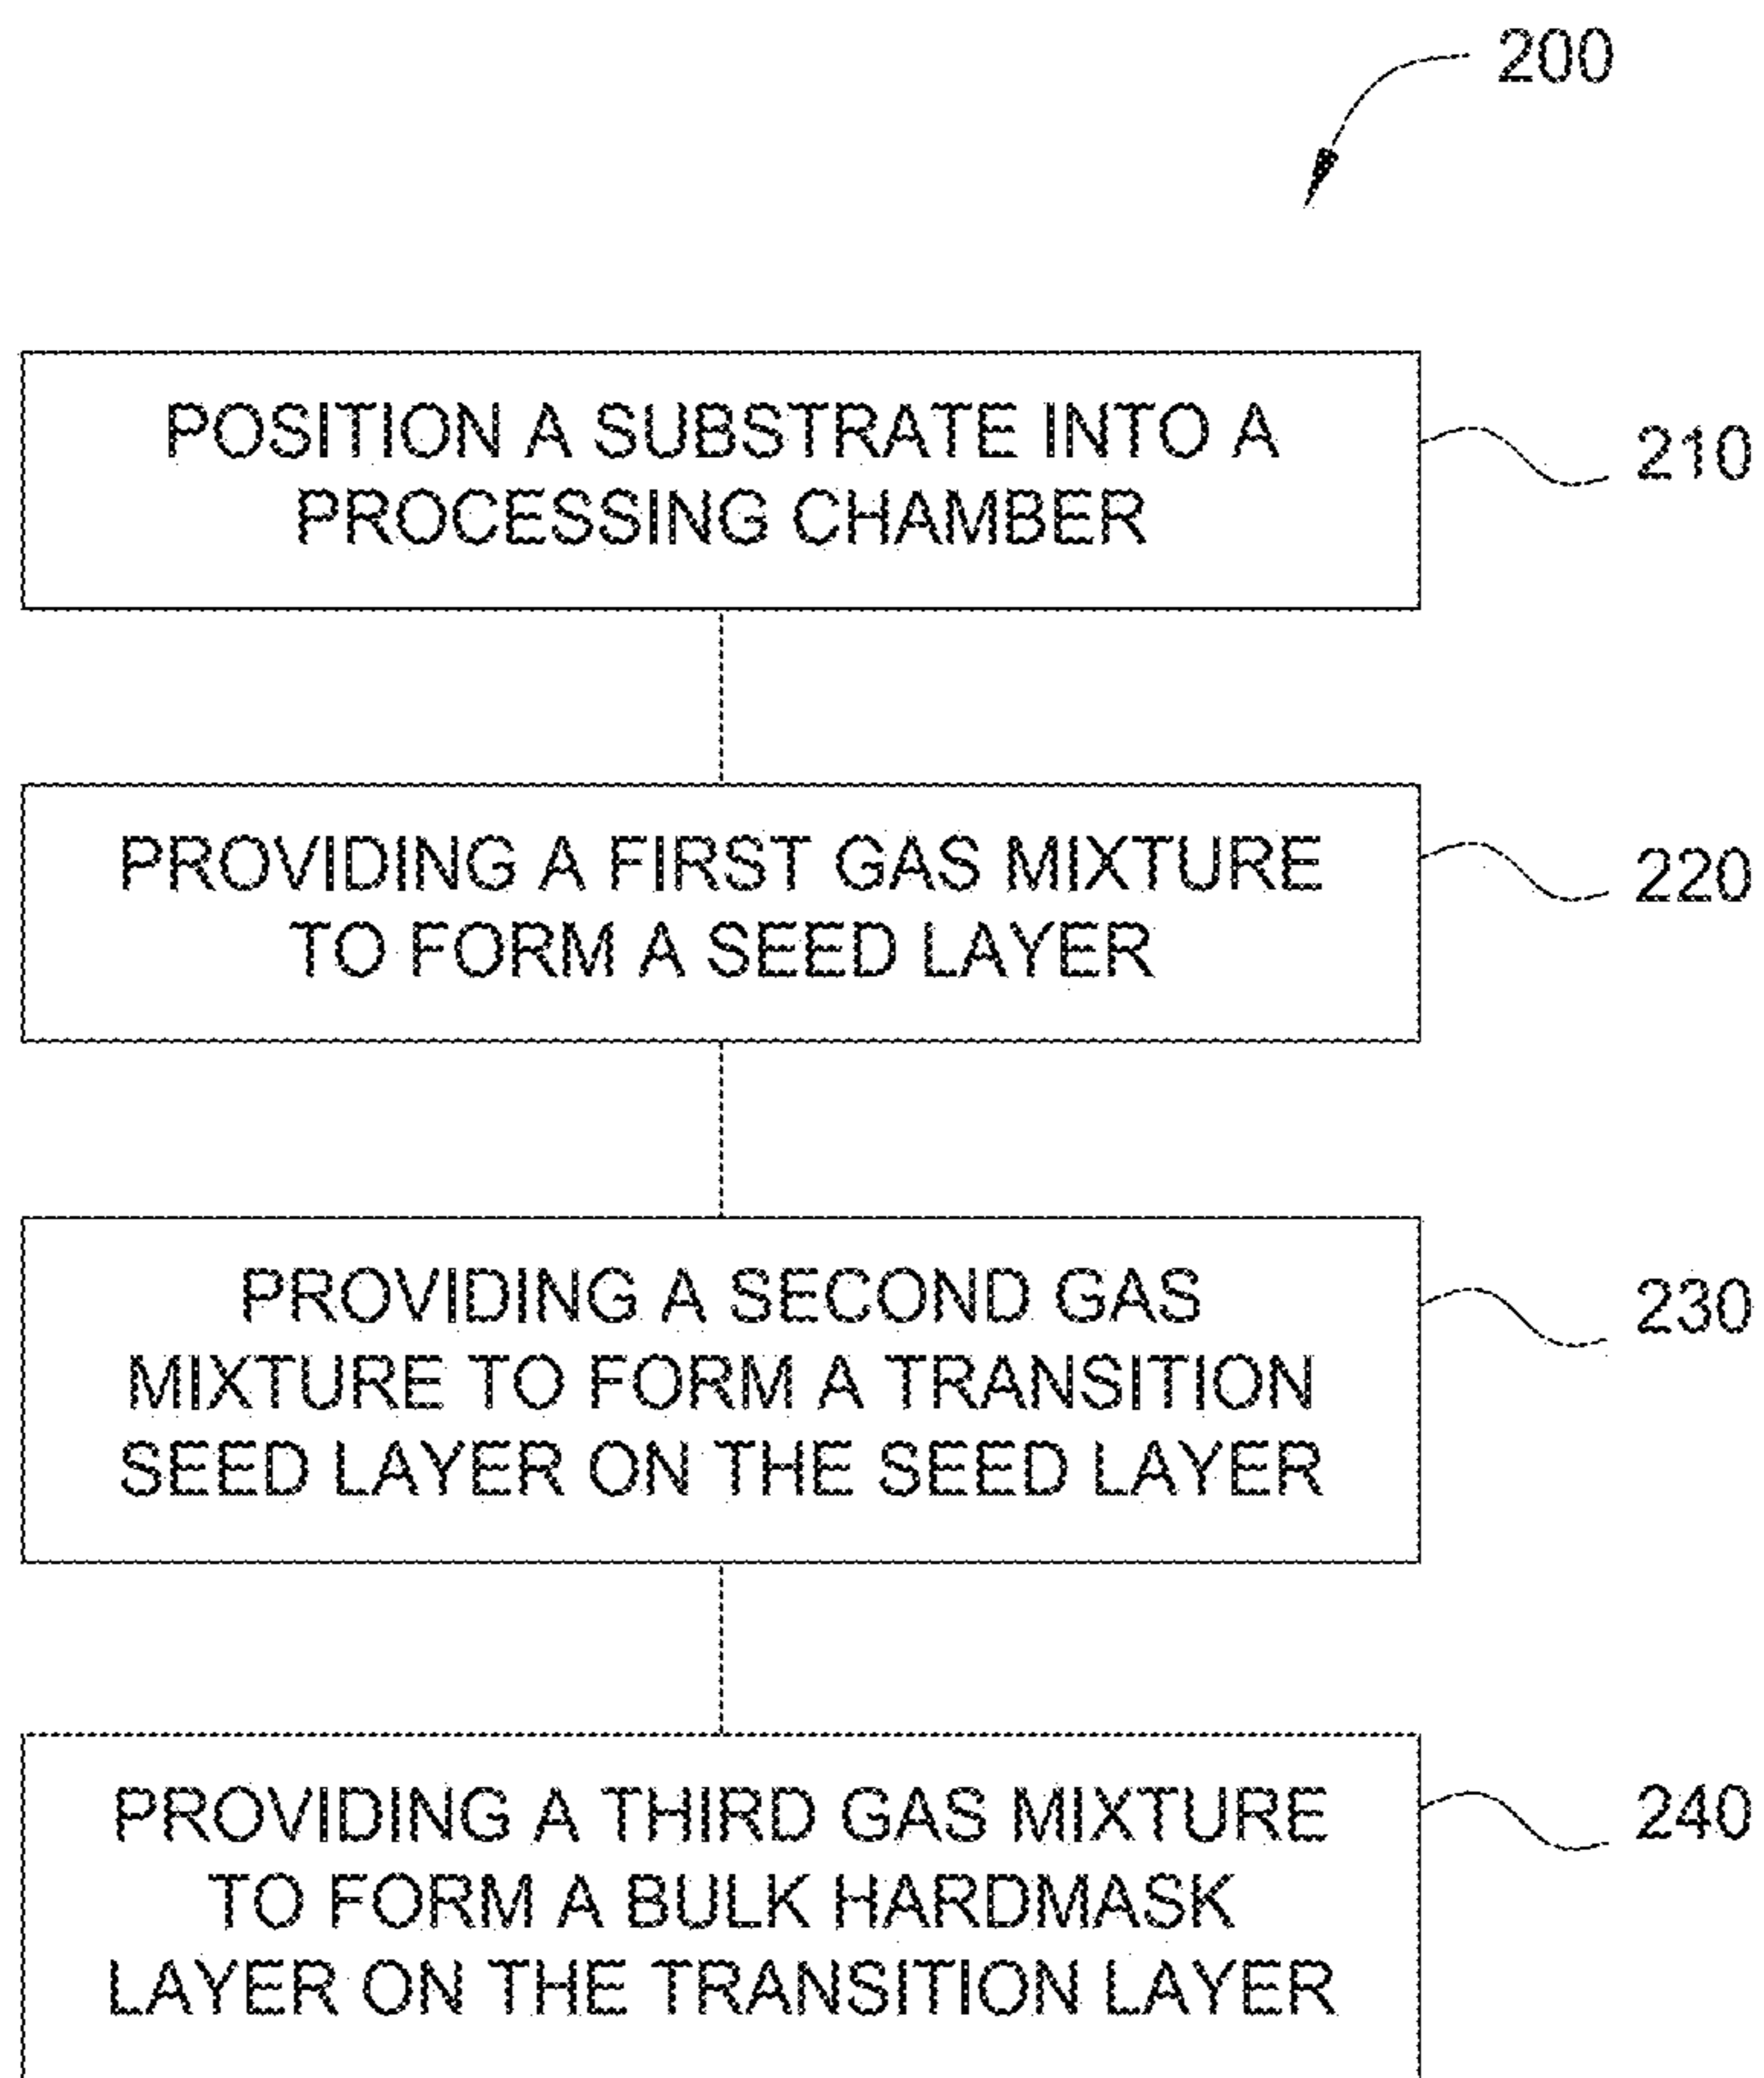 200
POSITION A SUBSTRATE INTO A
PROCESSING CHAMBER
210
PROVIDING A FIRST GAS MIXTURE
TO FORM A SEED LAYER
220
PROVIDING A SECOND GAS
MIXTURE TO FORM A TRANSITION
SEED LAYER ON THE SEED LAYER
230
PROVIDING A THIRD GAS MIXTURE
TO FORM A BULK HARDMASK
LAYER ON THE TRANSITION LAYER
240